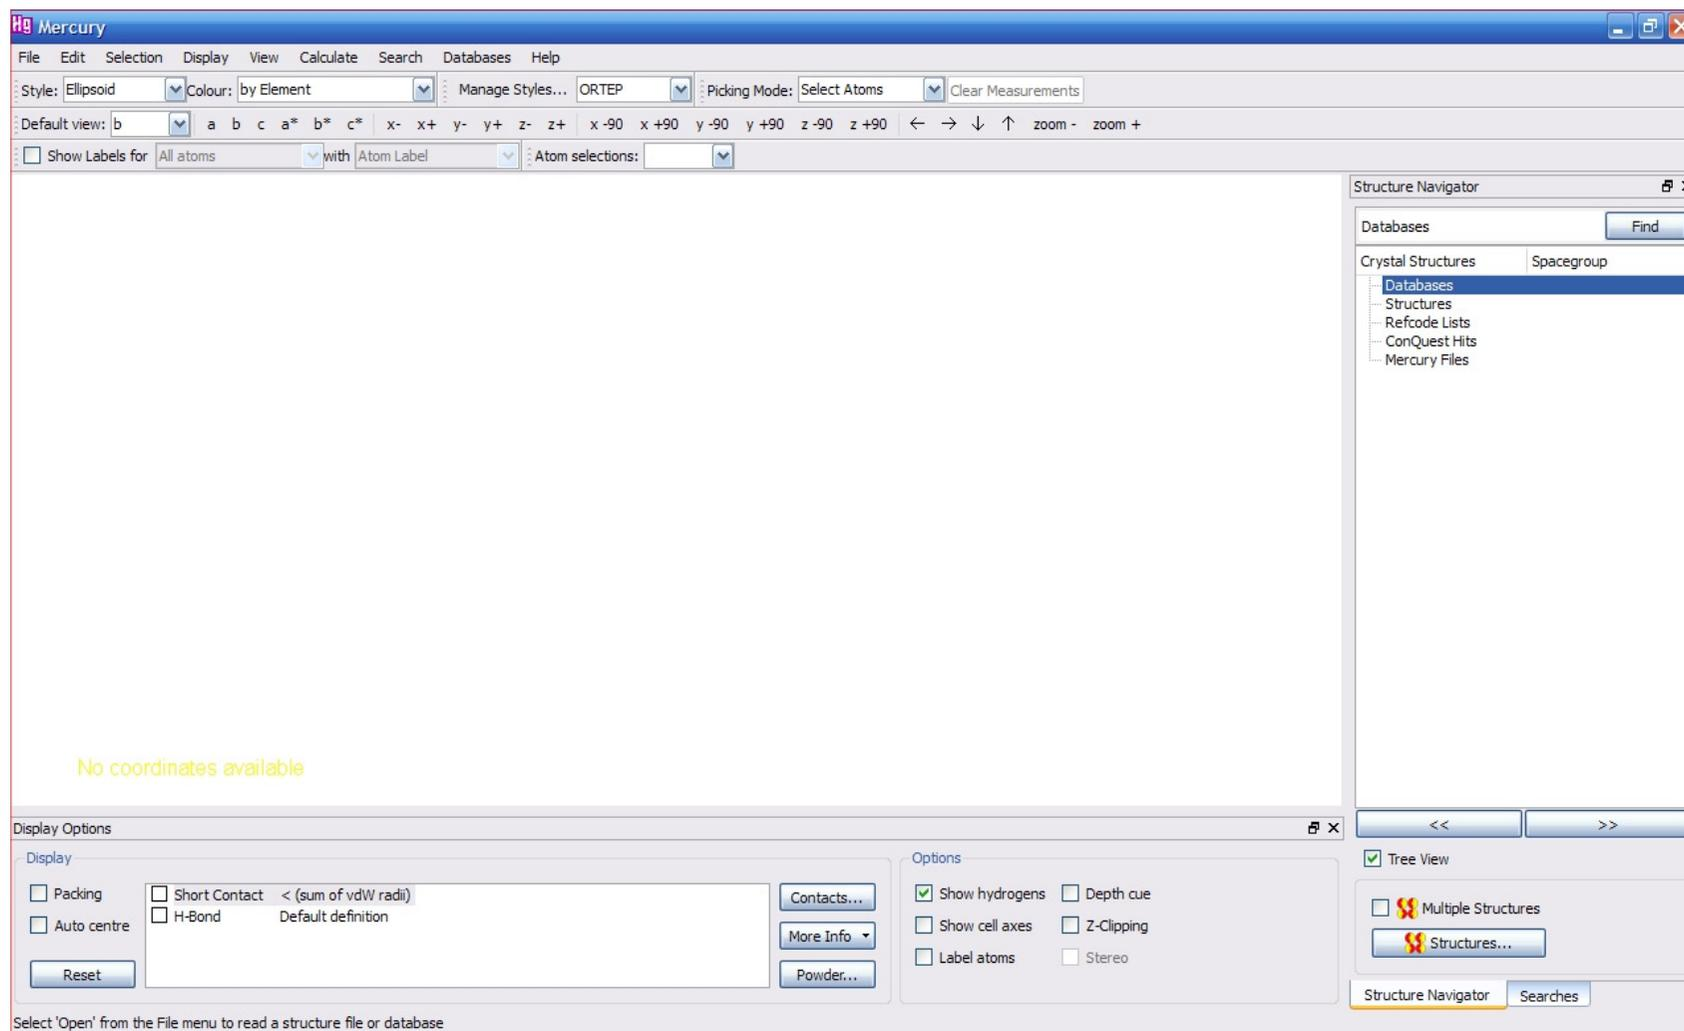 Hg Mercury
File Edit Selection Display View Calculate Search Databases Help
Style: Ellipsoid Colour: by Element Manage Styles... ORTEP Picking Mode: Select Atoms Clear Measurements
Default view: b a b c a* b* c* x- x+ y- y+ z- z+ x -90 x +90 y -90 y +90 z -90 z +90 ← → ↓ ↑ zoom - zoom +
Show Labels for All atoms with Atom Label Atom selections:
Structure Navigator
Databases Find
Crystal Structures Spacegroup
Databases
Structures
Refcode Lists
ConQuest Hits
Mercury Files
No coordinates available
<< >>
Tree View
Multiple Structures
Structures...
Structure Navigator Searches
Display Options
Display
Packing
Auto centre
Reset
Short Contact < (sum of vdW radii)
H-Bond Default definition
Contacts...
More Info
Powder...
Options
Show hydrogens Depth cue
Show cell axes Z-Clipping
Label atoms Stereo
Select 'Open' from the File menu to read a structure file or database